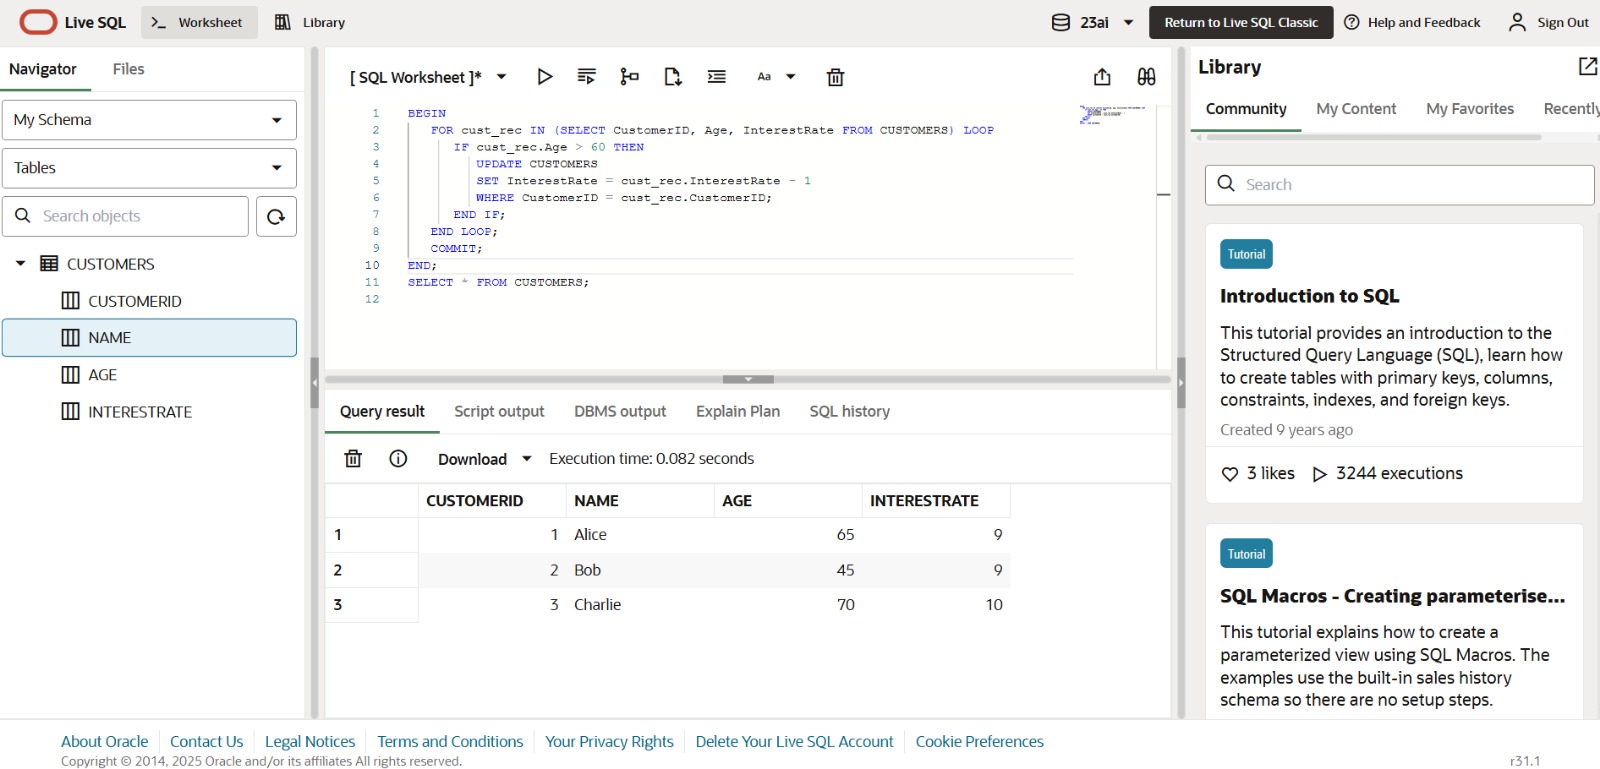 Live SQL
Worksheet
Library
23ai
Return to Live SQL Classic
Help and Feedback
Sign Out
Navigator
Files
My Schema
Tables
Search objects
CUSTOMERS
CUSTOMERID
NAME
AGE
INTERESTRATE
[ SQL Worksheet ]*
Aa
1 BEGIN
2 FOR cust_rec IN (SELECT CustomerID, Age, InterestRate FROM CUSTOMERS) LOOP
3 IF cust_rec.Age > 60 THEN
4 UPDATE CUSTOMERS
5 SET InterestRate = cust_rec.InterestRate - 1
6 WHERE CustomerID = cust_rec.CustomerID;
7 END IF;
8 END LOOP;
9 COMMIT;
10 END;
11 SELECT * FROM CUSTOMERS;
12
Query result
Script output
DBMS output
Explain Plan
SQL history
Download
Execution time: 0.082 seconds
CUSTOMERID NAME AGE INTERESTRATE
1 1 Alice 65 9
2 2 Bob 45 9
3 3 Charlie 70 10
Library
Community
My Content
My Favorites
Recently
Search
Tutorial
Introduction to SQL
This tutorial provides an introduction to the
Structured Query Language (SQL), learn how
to create tables with primary keys, columns,
constraints, indexes, and foreign keys.
Created 9 years ago
3 likes
3244 executions
Tutorial
SQL Macros - Creating parameterise...
This tutorial explains how to create a
parameterized view using SQL Macros. The
examples use the built-in sales history
schema so there are no setup steps.
About Oracle
Contact Us
Legal Notices
Terms and Conditions
Your Privacy Rights
Delete Your Live SQL Account
Cookie Preferences
Copyright © 2014, 2025 Oracle and/or its affiliates All rights reserved.
r31.1